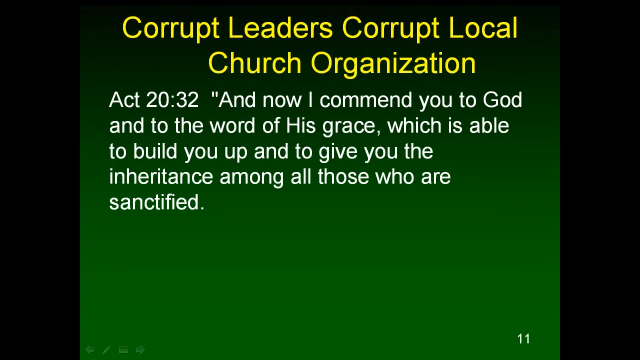 Corrupt Leaders Corrupt Local
Church Organization
Act 20:32  "And now I commend you to God
and to the word of His grace, which is able
to build you up and to give you the
inheritance among all those who are
sanctified.
11